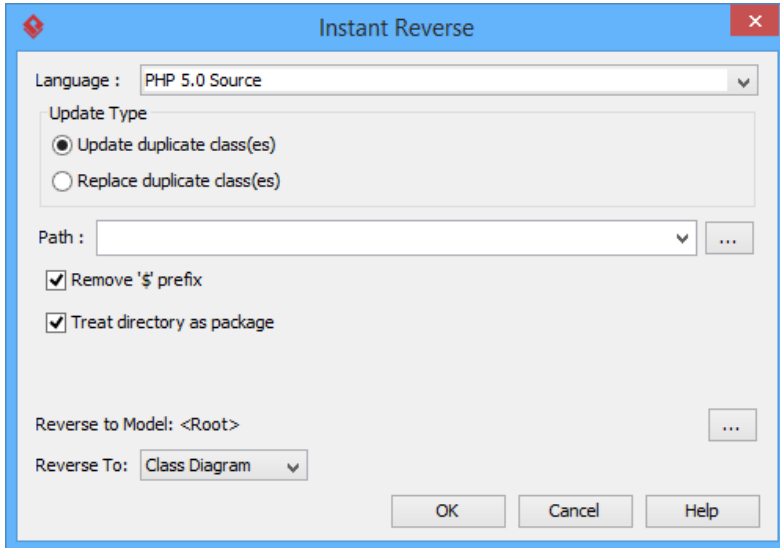 Instant Reverse
Language : PHP 5.0 Source
Update Type
Update duplicate class(es)
Replace duplicate class(es)
Path : ...
Remove '$' prefix
Treat directory as package
Reverse to Model: <Root> ...
Reverse To: Class Diagram
OK Cancel Help